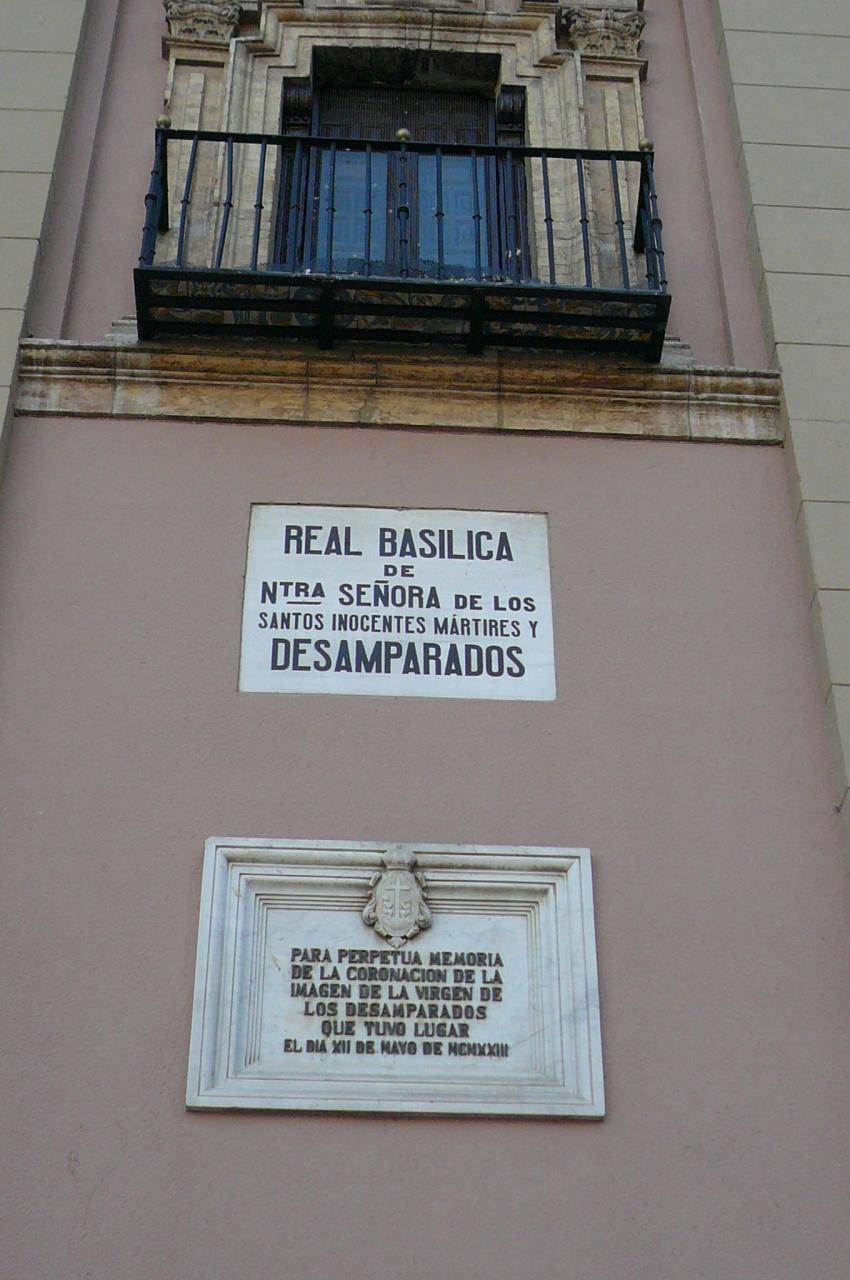 REAL BASILICA
DE
NTRA SEÑORA DE LOS
SANTOS INOCENTES MÁRTIRES Y
DESAMPARADOS
PARA PERPETUA MEMORIA
DE LA CORONACION DE LA
IMAGEN DE LA VIRGEN DE
LOS DESAMPARADOS
QUE TUVO LUGAR
EL DIA XII DE MAYO DE MCMXXIII